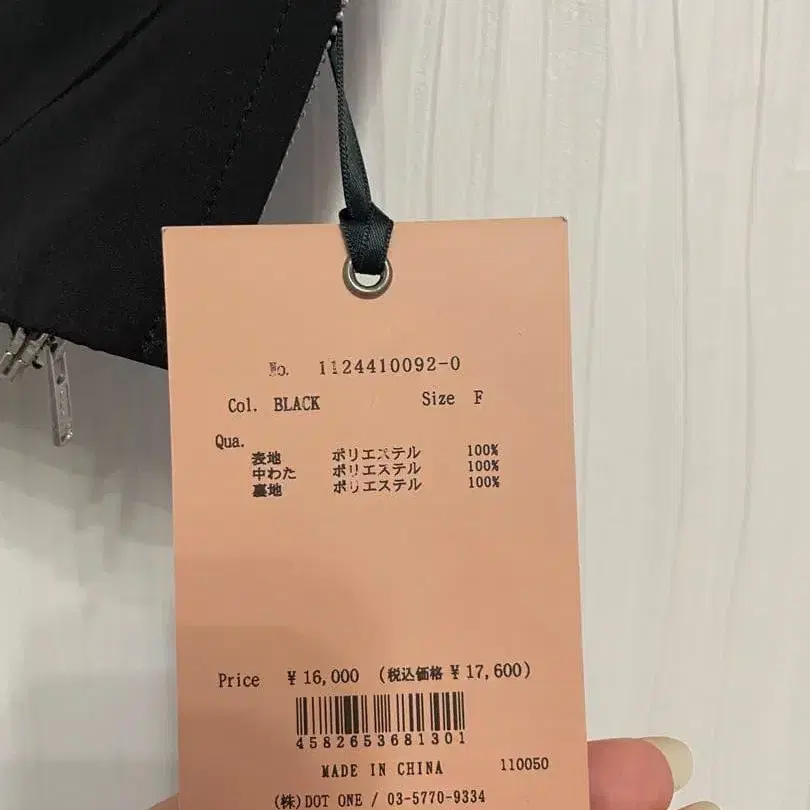 No. 1124410092-0
Col. BLACK Size F
Qua.
表地 ポリエステル 100%
中わた ポリエステル 100%
裏地 ポリエステル 100%
Price ¥16,000 (税込価格 ¥17,600)
4582653681301
MADE IN CHINA 110050
(株)DOT ONE / 03-5770-9334